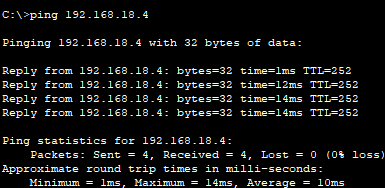 C:\>ping 192.168.18.4
Pinging 192.168.18.4 with 32 bytes of data:
Reply from 192.168.18.4: bytes=32 time=1ms TTL=252
Reply from 192.168.18.4: bytes=32 time=12ms TTL=252
Reply from 192.168.18.4: bytes=32 time=14ms TTL=252
Reply from 192.168.18.4: bytes=32 time=14ms TTL=252
Ping statistics for 192.168.18.4:
Packets: Sent = 4, Received = 4, Lost = 0 (0% loss)
Approximate round trip times in milli-seconds:
Minimum = 1ms, Maximum = 14ms, Average = 10ms